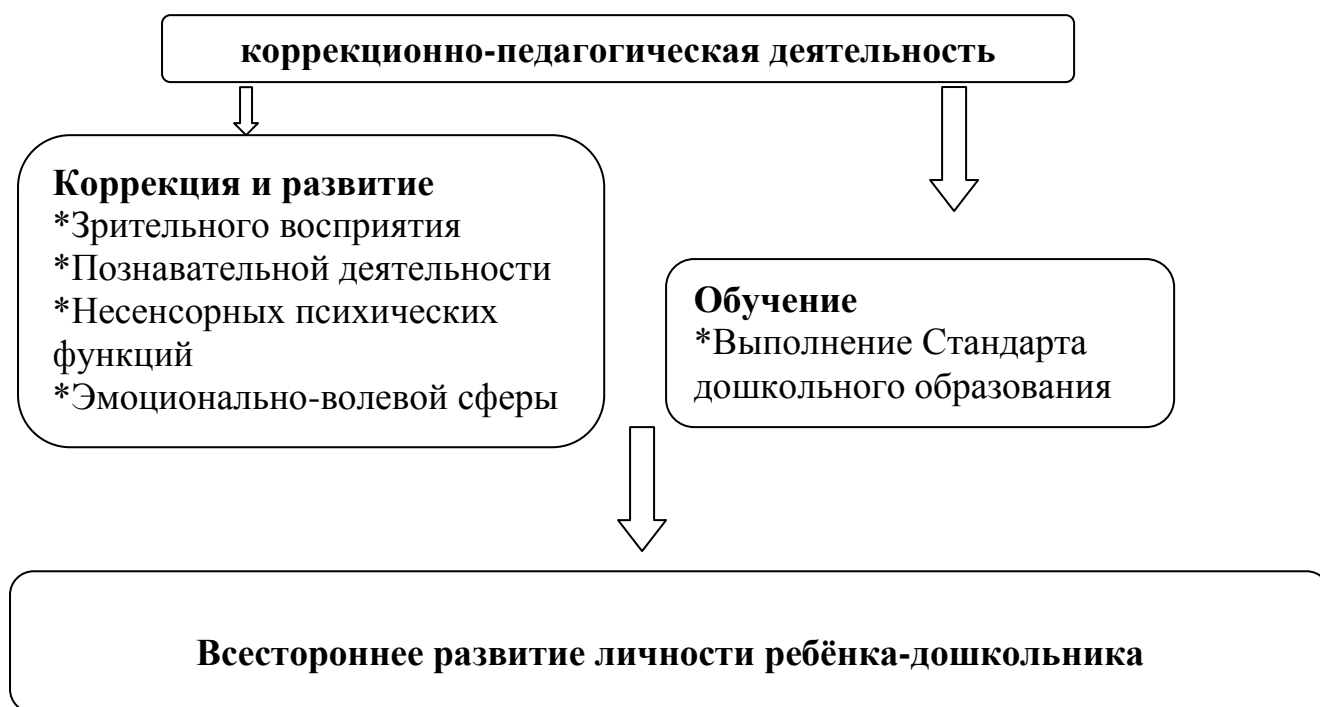 коррекционно-педагогическая деятельность
Коррекция и развитие
*Зрительного восприятия
*Познавательной деятельности
*Несенсорных психических
функций
*Эмоционально-волевой сферы
Обучение
*Выполнение Стандарта
дошкольного образования
Всестороннее развитие личности ребёнка-дошкольника